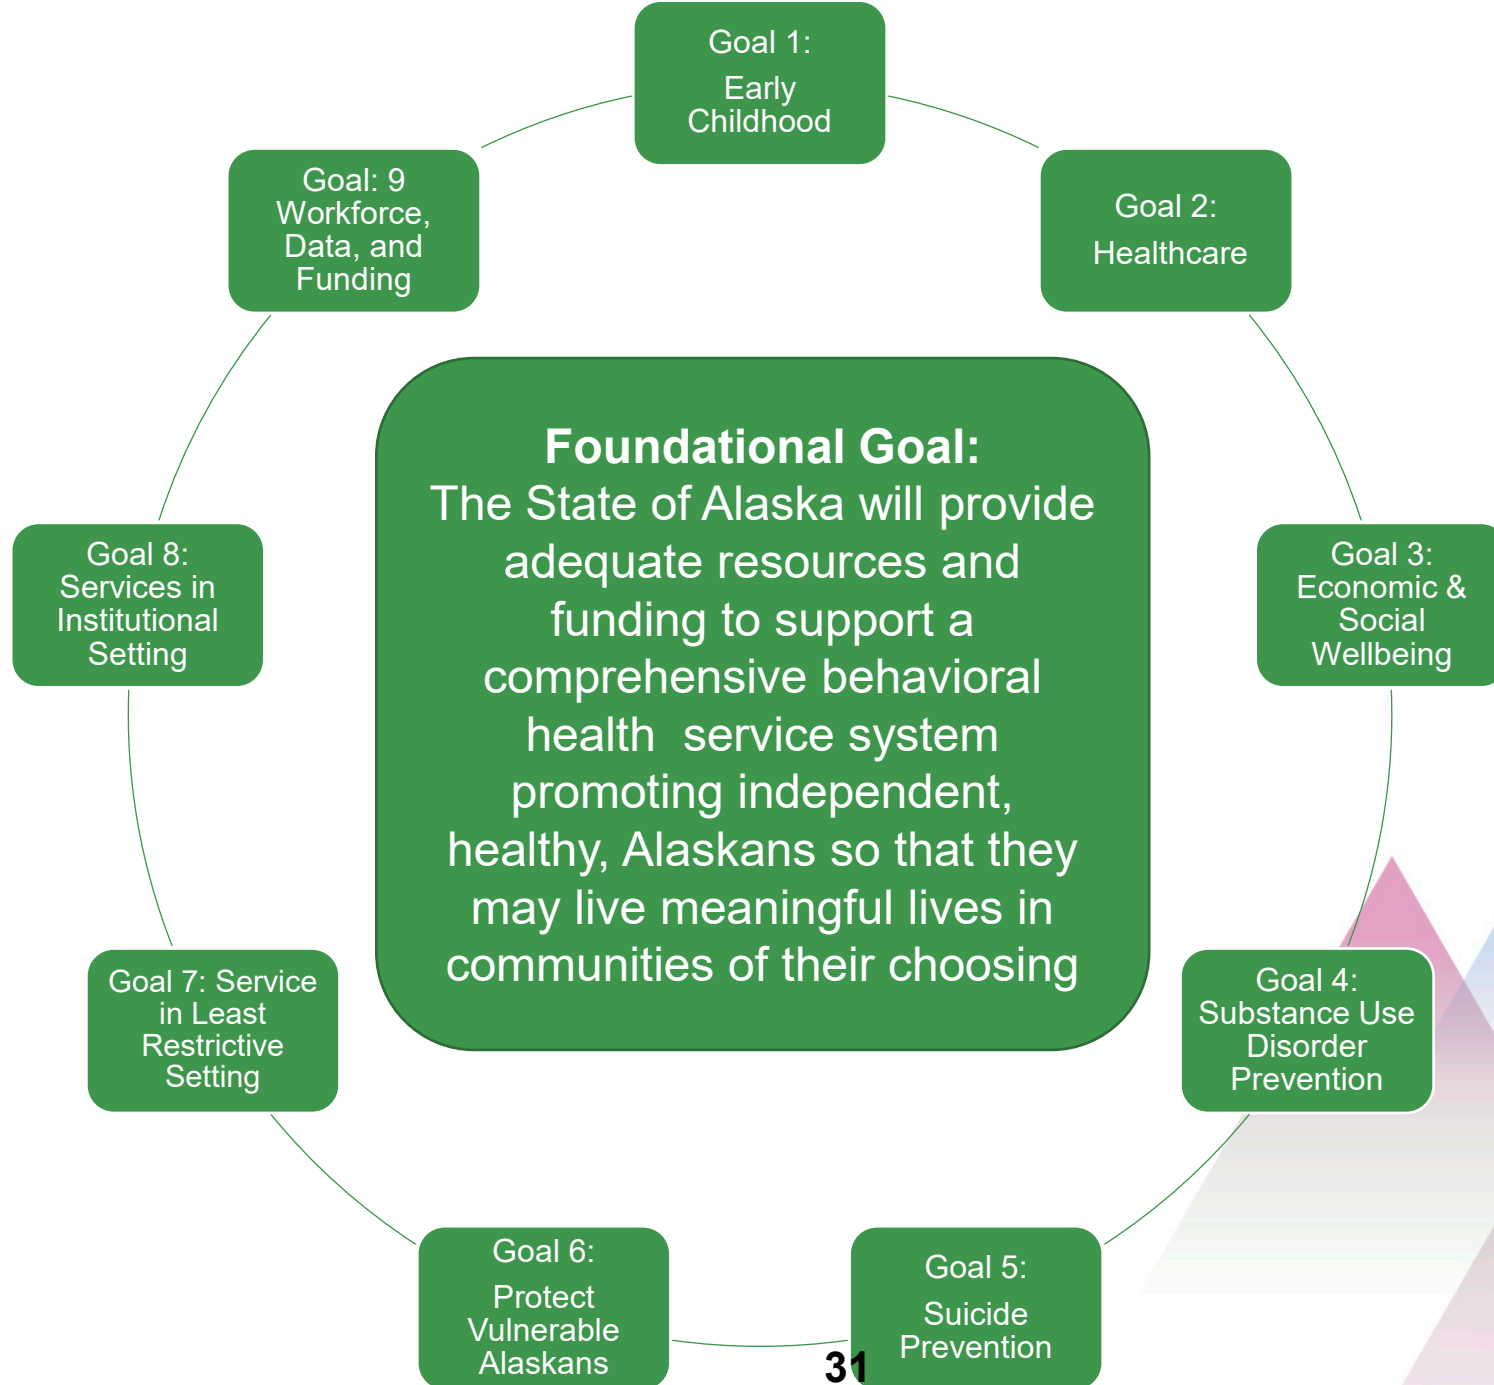 Goal 1:
Early
Childhood
Goal 2:
Healthcare
Goal 3:
Economic &
Social
Wellbeing
Goal 4:
Substance Use
Disorder
Prevention
Goal 5:
Suicide
Prevention
Goal 6:
Protect
Vulnerable
Alaskans
Goal 7: Service
in Least
Restrictive
Setting
Goal 8:
Services in
Institutional
Setting
Goal: 9
Workforce,
Data, and
Funding
Foundational Goal:
The State of Alaska will provide
adequate resources and
funding to support a
comprehensive behavioral
health  service system
promoting independent,
healthy, Alaskans so that they
may live meaningful lives in
communities of their choosing
31